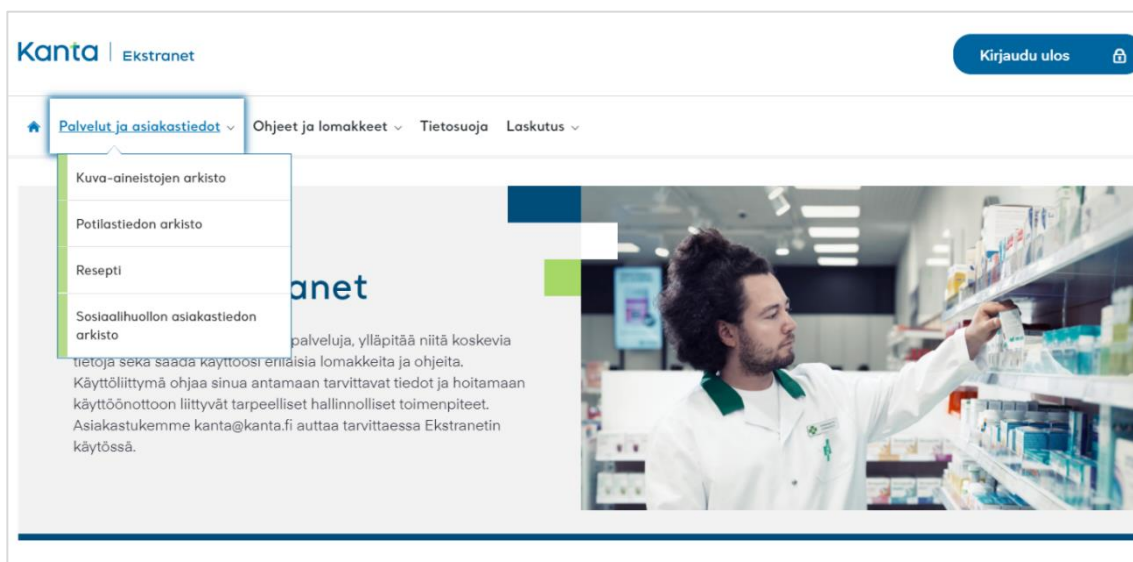 Kanta | Ekstranet
Kirjaudu ulos
Palvelut ja asiakastiedot
Ohjeet ja lomakkeet
Tietosuoja
Laskutus
Kuva-aineistojen arkisto
Potilastiedon arkisto
Resepti
Sosiaalihuollon asiakastiedon
arkisto
anet
palveluja, ylläpitää niitä koskevia
tietoja sekä saada käyttöösi erilaisia lomakkeita ja ohjeita.
Käyttöliittymä ohjaa sinua antamaan tarvittavat tiedot ja hoitamaan
käyttöönottoon liittyvät tarpeelliset hallinnolliset toimenpiteet.
Asiakastukemme kanta@kanta.fi auttaa tarvittaessa Ekstranetin
käytössä.